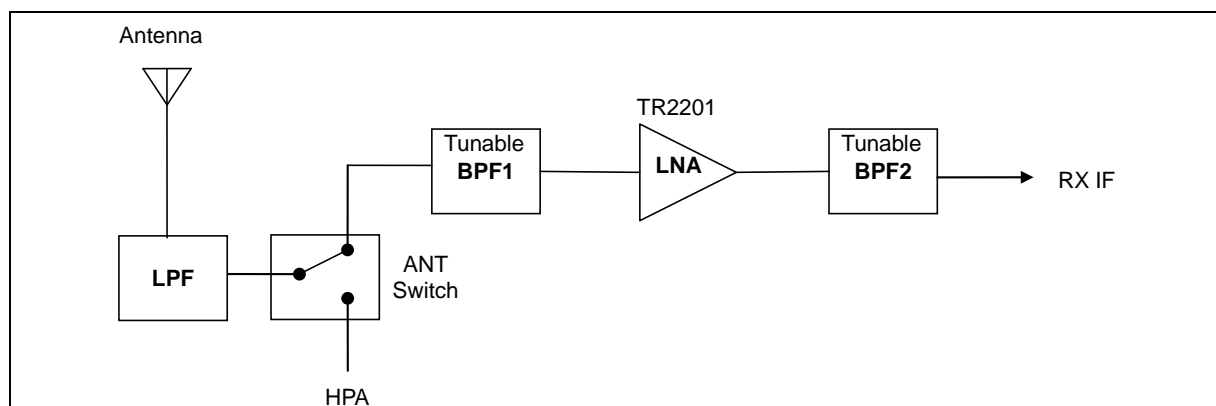 Antenna
TR2201
Tunable
BPF1
LNA
Tunable
BPF2
RX IF
LPF
ANT
Switch
HPA